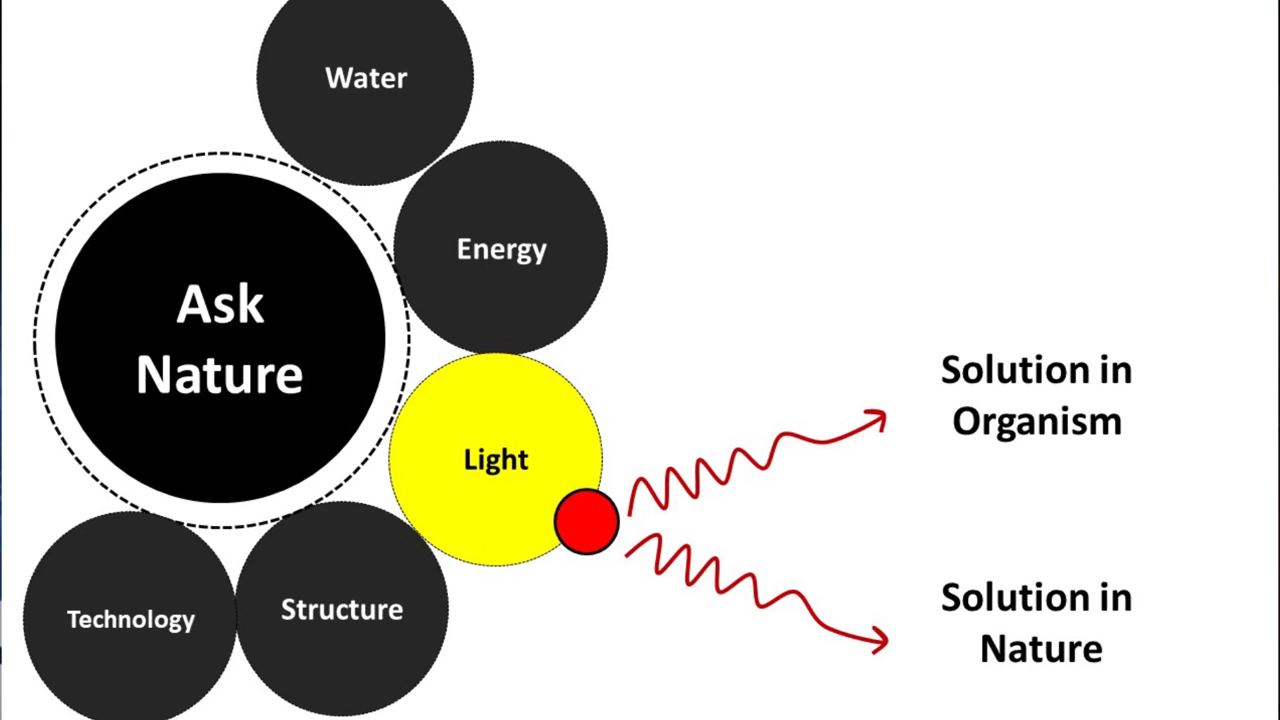 Water
Energy
Ask
Nature
Light
Solution in
Organism
Solution in
Nature
Structure
Technology